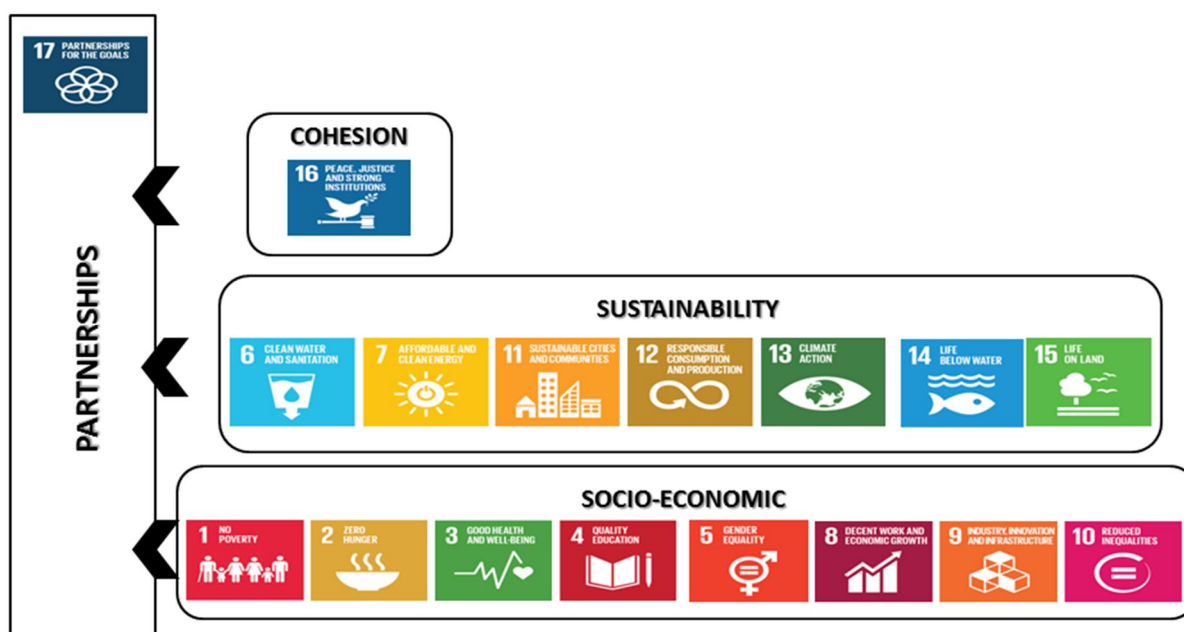 17 PARTNERSHIPS
FOR THE GOALS
PARTNERSHIPS
COHESION
16 PEACE, JUSTICE
AND STRONG
INSTITUTIONS
SUSTAINABILITY
6 CLEAN WATER
AND SANITATION
7 AFFORDABLE AND
CLEAN ENERGY
11 SUSTAINABLE CITIES
AND COMMUNITIES
12 RESPONSIBLE
CONSUMPTION
AND PRODUCTION
13 CLIMATE
ACTION
14 LIFE
BELOW WATER
15 LIFE
ON LAND
SOCIO-ECONOMIC
1 NO
POVERTY
2 ZERO
HUNGER
3 GOOD HEALTH
AND WELL-BEING
4 QUALITY
EDUCATION
5 GENDER
EQUALITY
8 DECENT WORK AND
ECONOMIC GROWTH
9 INDUSTRY, INNOVATION
AND INFRASTRUCTURE
10 REDUCED
INEQUALITIES